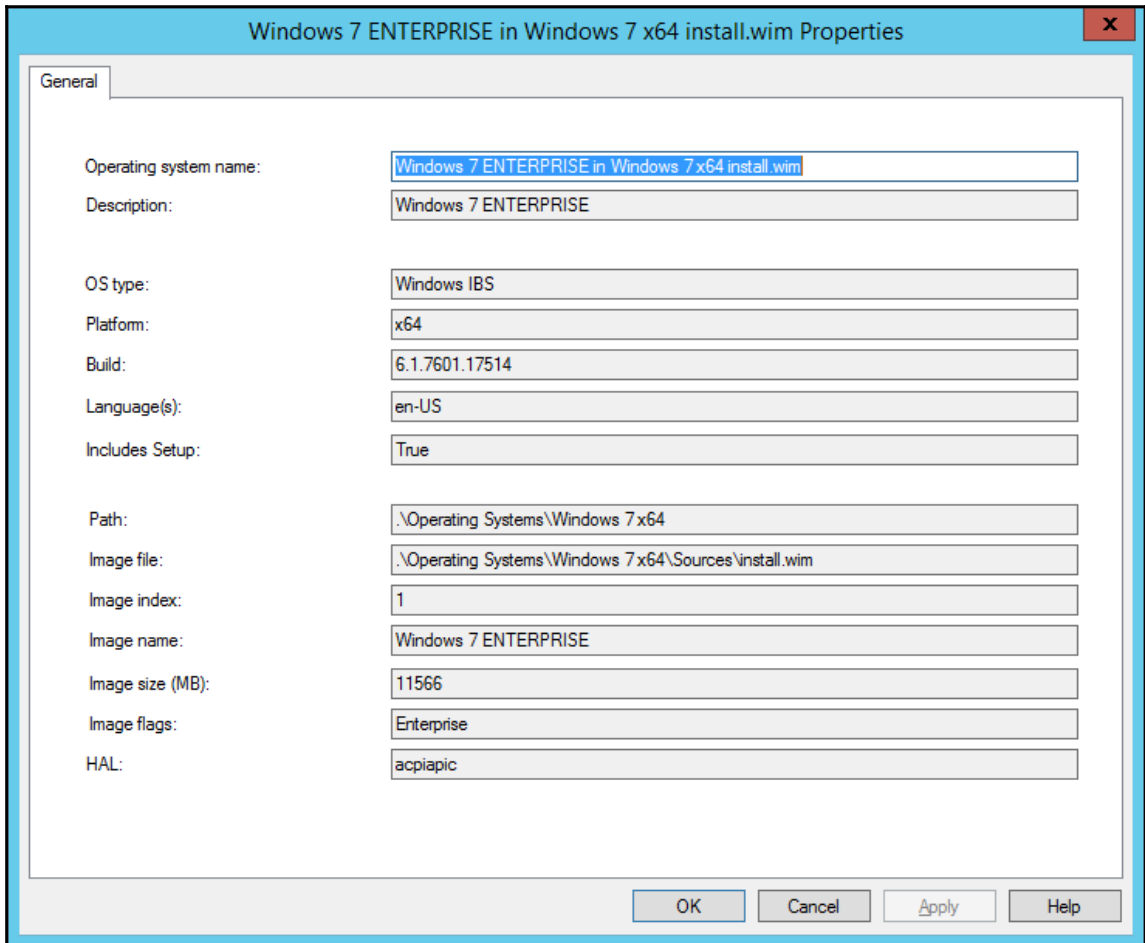 Windows 7 ENTERPRISE in Windows 7 x64 install.wim Properties
x
General
Operating system name: Windows 7 ENTERPRISE in Windows 7 x64 install.wim
Description: Windows 7 ENTERPRISE
OS type: Windows IBS
Platform: x64
Build: 6.1.7601.17514
Language(s): en-US
Includes Setup: True
Path: .\Operating Systems\Windows 7 x64
Image file: .\Operating Systems\Windows 7 x64\Sources\install.wim
Image index: 1
Image name: Windows 7 ENTERPRISE
Image size (MB): 11566
Image flags: Enterprise
HAL: acpiapic
OK Cancel Apply Help